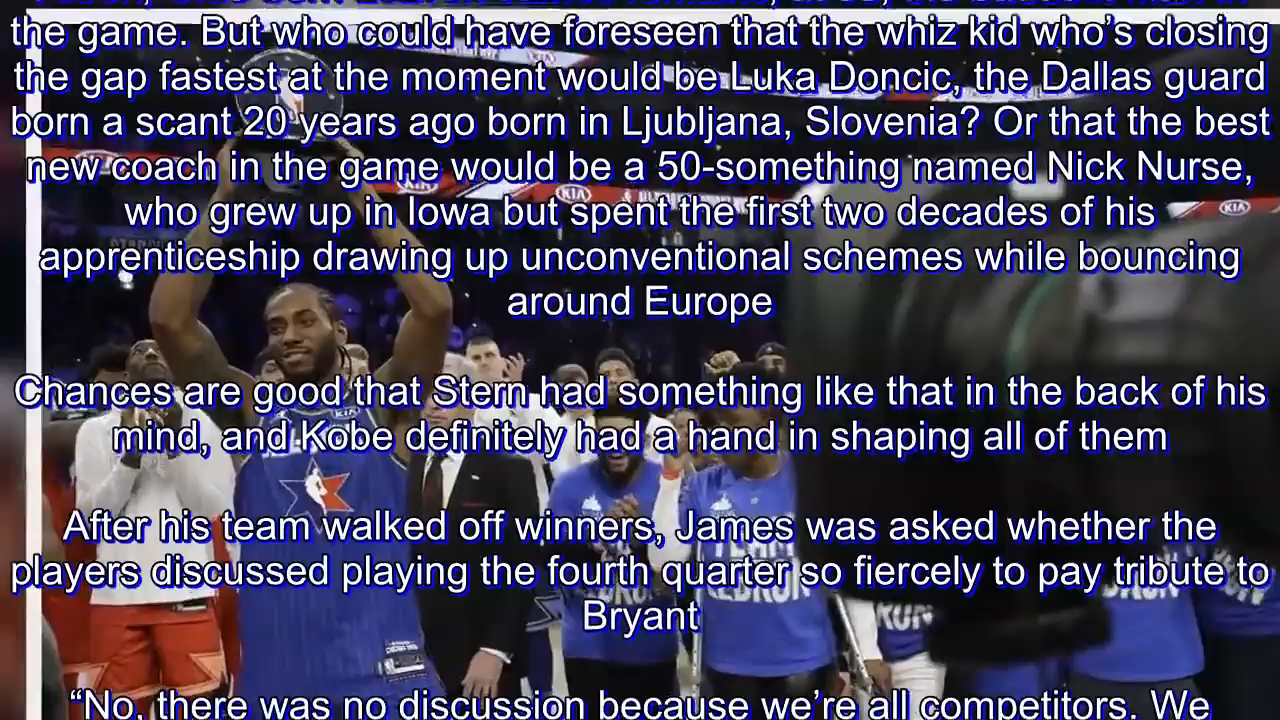 the game. But who could have foreseen that the whiz kid who’s closing
the gap fastest at the moment would be Luka Doncic, the Dallas guard
born a scant 20 years ago born in Ljubljana, Slovenia? Or that the best
new coach in the game would be a 50-something named Nick Nurse,
who grew up in Iowa but spent the first two decades of his
apprenticeship drawing up unconventional schemes while bouncing
around Europe
Chances are good that Stern had something like that in the back of his
mind, and Kobe definitely had a hand in shaping all of them
After his team walked off winners, James was asked whether the
players discussed playing the fourth quarter so fiercely to pay tribute to
Bryant
“No, there was no discussion because we’re all competitors. We
KIA
KIA
KIA
KIA
KIA
TEAM